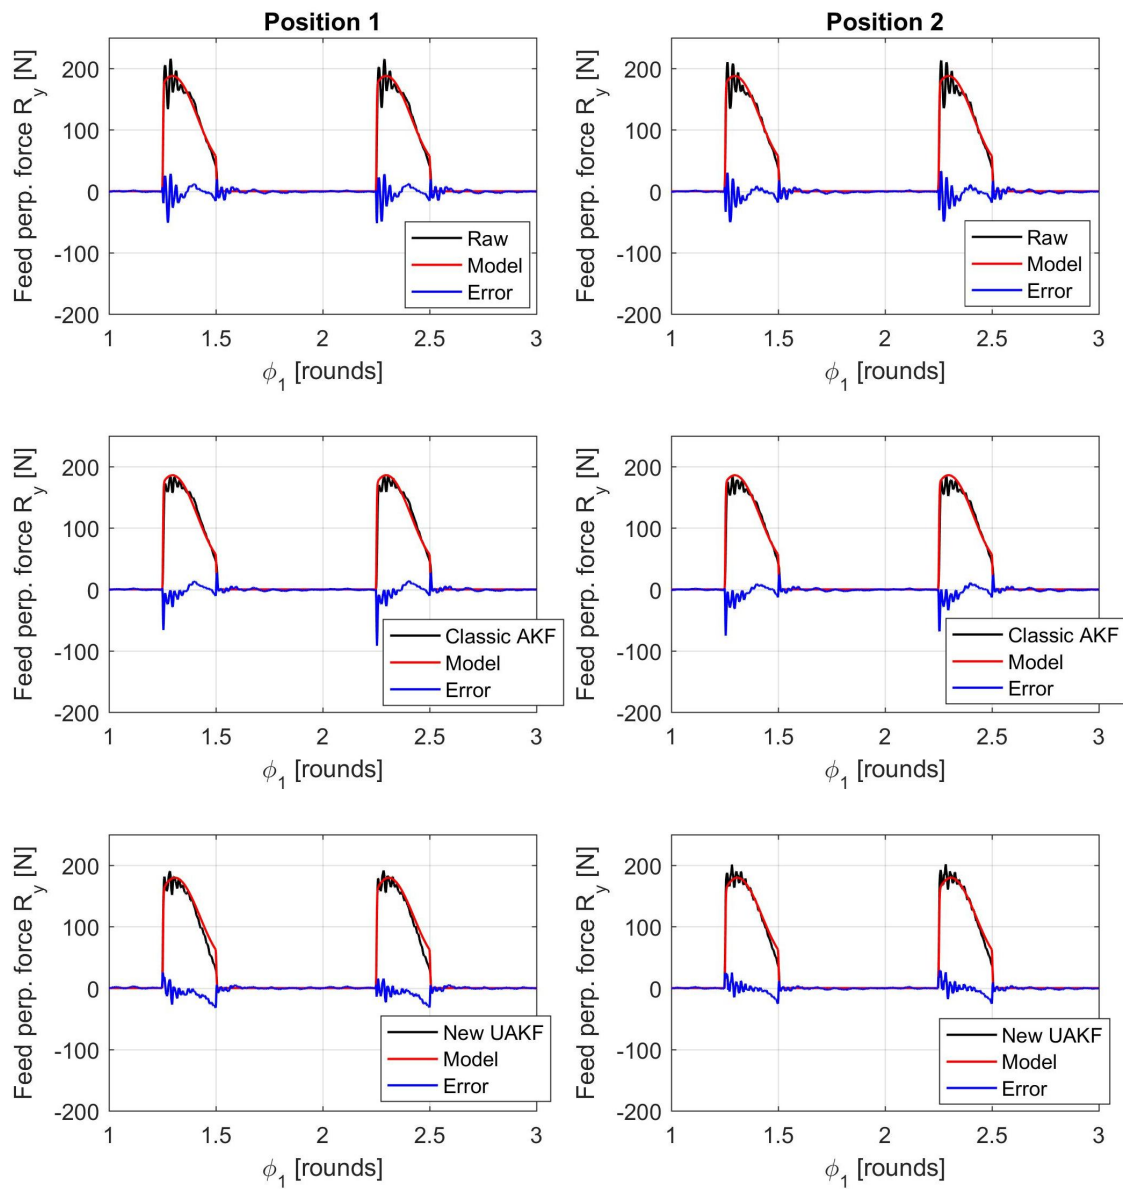 Position 1
Position 2
Feed perp. force R_y [N]
200
100
0
-100
-200
Raw
Model
Error
1
1.5
2
2.5
3
ϕ_1 [rounds]
Feed perp. force R_y [N]
200
100
0
-100
-200
Raw
Model
Error
1
1.5
2
2.5
3
ϕ_1 [rounds]
Feed perp. force R_y [N]
200
100
0
-100
-200
Classic AKF
Model
Error
1
1.5
2
2.5
3
ϕ_1 [rounds]
Feed perp. force R_y [N]
200
100
0
-100
-200
Classic AKF
Model
Error
1
1.5
2
2.5
3
ϕ_1 [rounds]
Feed perp. force R_y [N]
200
100
0
-100
-200
New UAKF
Model
Error
1
1.5
2
2.5
3
ϕ_1 [rounds]
Feed perp. force R_y [N]
200
100
0
-100
-200
New UAKF
Model
Error
1
1.5
2
2.5
3
ϕ_1 [rounds]